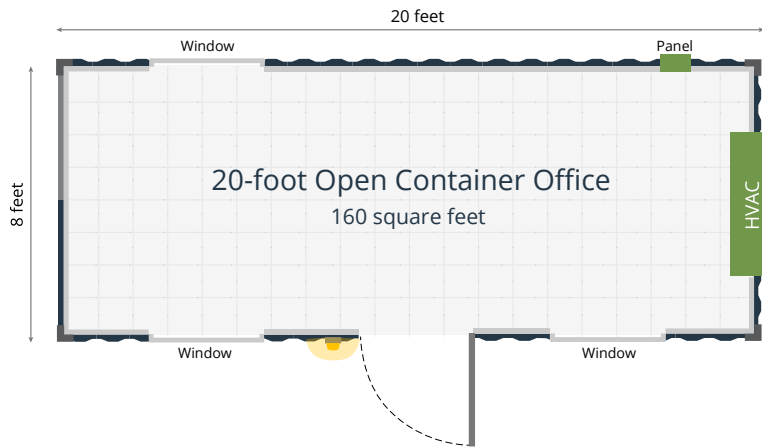 20 feet
Window
Panel
8 feet
20-foot Open Container Office
160 square feet
HVAC
Window
Window